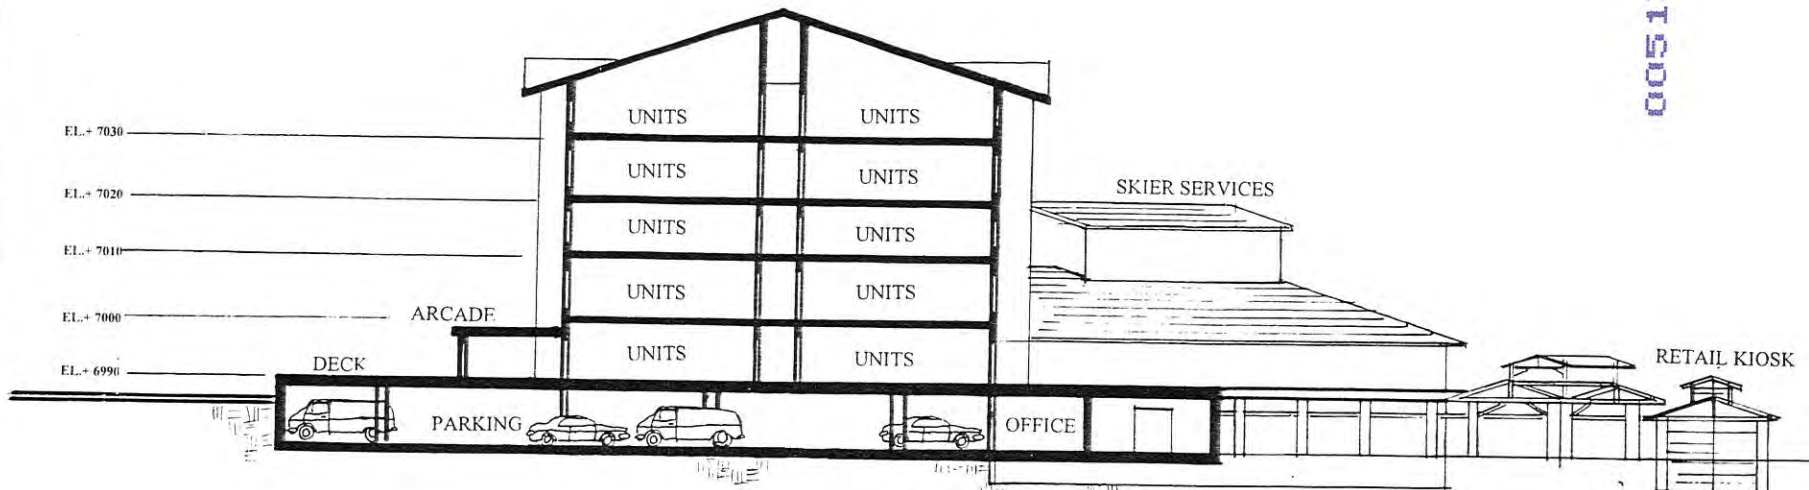 0051
UNITS UNITS
EL.+ 7030
UNITS UNITS
EL.+ 7020
SKIER SERVICES
UNITS UNITS
EL.+ 7010
UNITS UNITS
EL.+ 7000
ARCADE
UNITS UNITS
RETAIL KIOSK
DECK
EL.+ 6990
PARKING
OFFICE